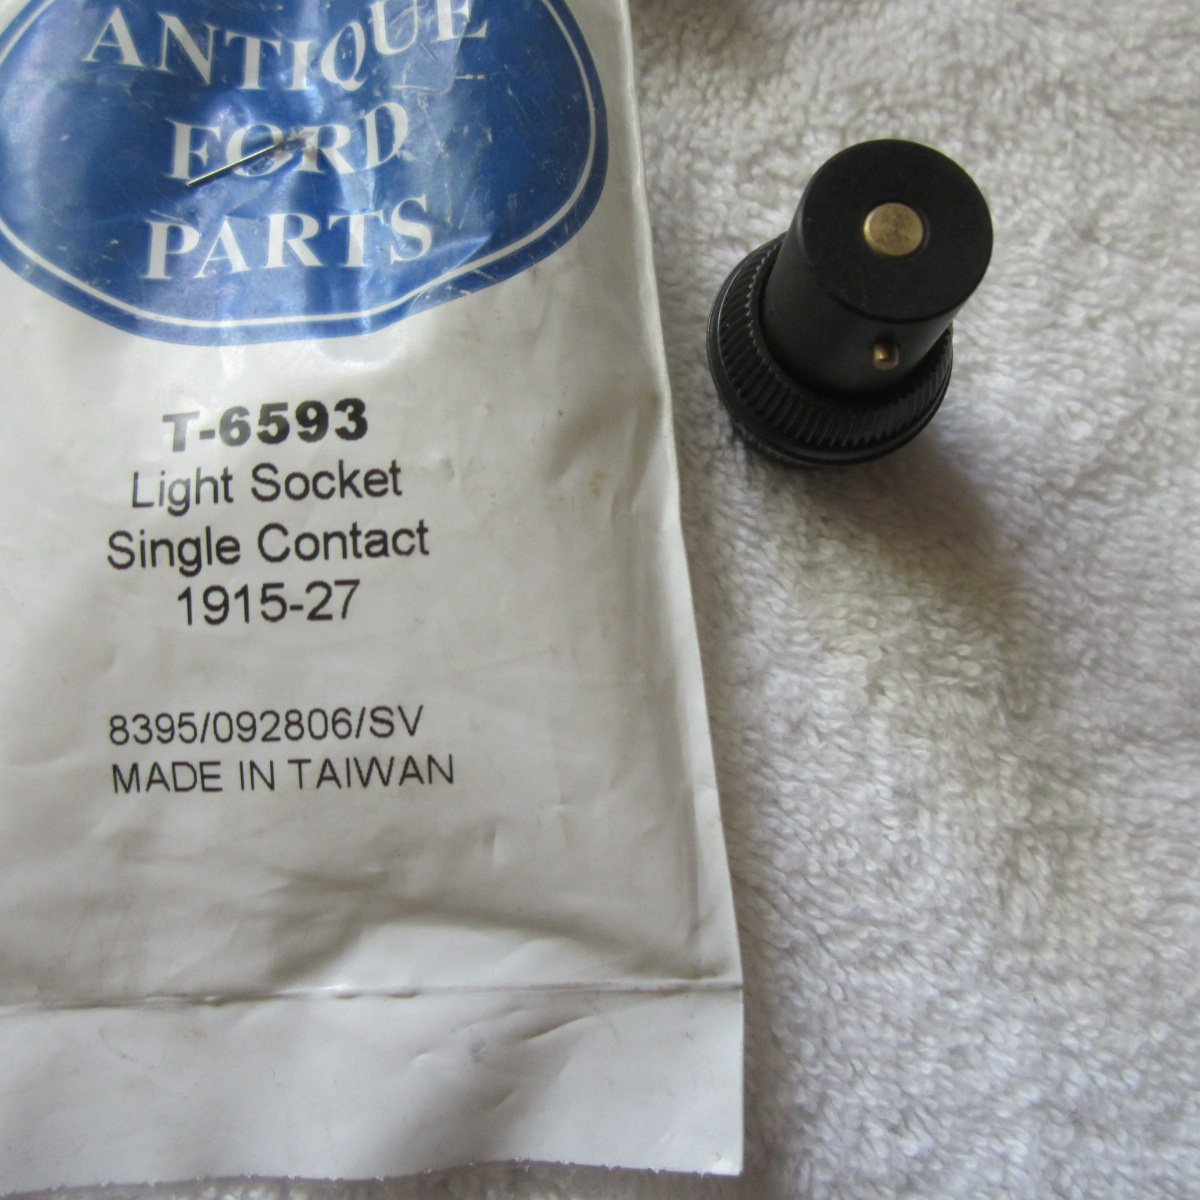 ANTIQUE
FORD
PARTS
T-6593
Light Socket
Single Contact
1915-27
8395/092806/SV
MADE IN TAIWAN